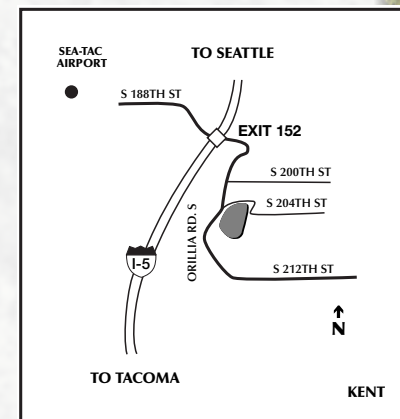 SEA-TAC
AIRPORT
TO SEATTLE
S 188TH ST
EXIT 152
S 200TH ST
S 204TH ST
ORILLIA RD. S
I-5
S 212TH ST
N
TO TACOMA
KENT